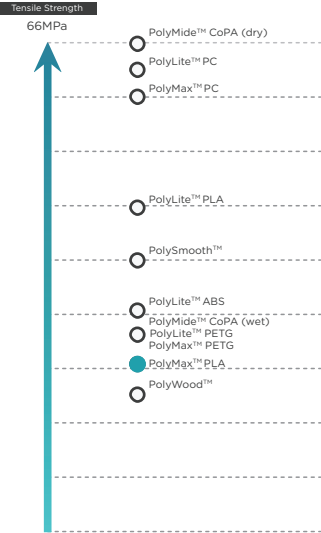 Tensile Strength
66MPa
PolyMide™ CoPA (dry)
PolyLite™ PC
PolyMax™ PC
PolyLite™ PLA
PolySmooth™
PolyLite™ ABS
PolyMide™ CoPA (wet)
PolyLite™ PETG
PolyMax™ PETG
PolyMax™ PLA
PolyWood™